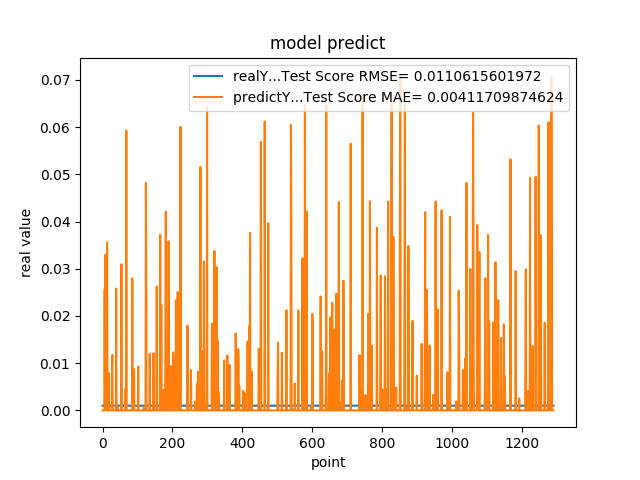 model predict
realY...Test Score RMSE= 0.0110615601972
predictY...Test Score MAE= 0.00411709874624
real value
0.07
0.06
0.05
0.04
0.03
0.02
0.01
0.00
0 200 400 600 800 1000 1200
point